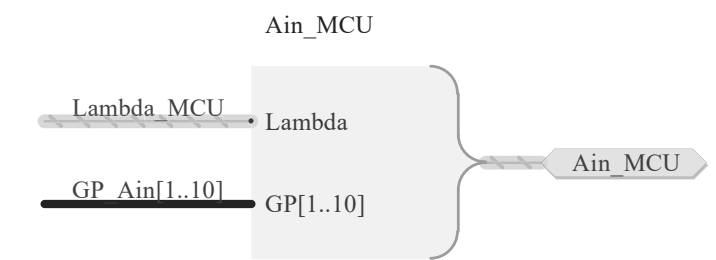 Ain_MCU
Lambda_MCU
Lambda
Ain_MCU
GP_Ain[1..10]
GP[1..10]